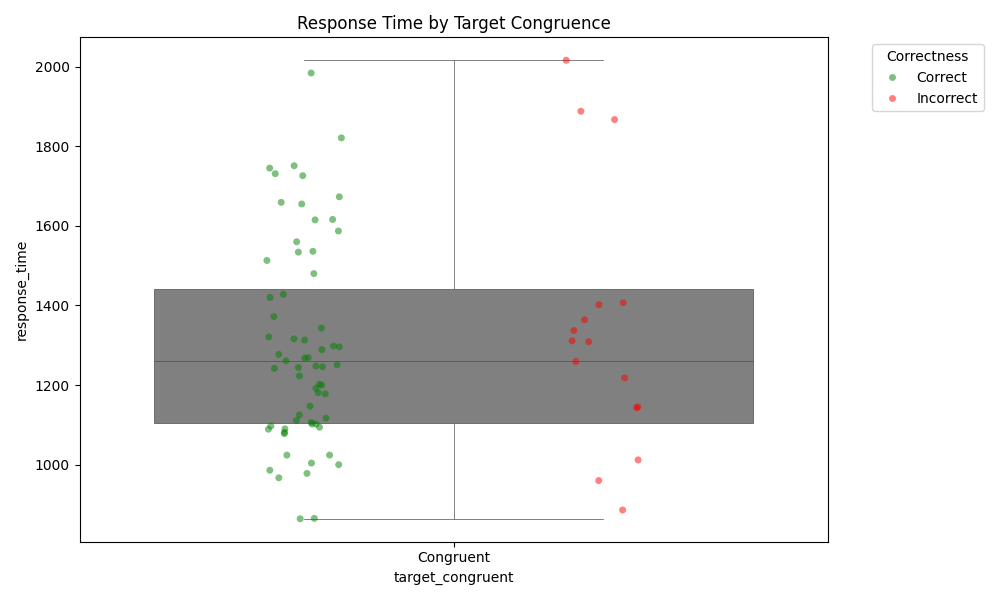 Response Time by Target Congruence
Correctness
Correct
Incorrect
2000
1800
1600
1400
1200
1000
response_time
Congruent
target_congruent